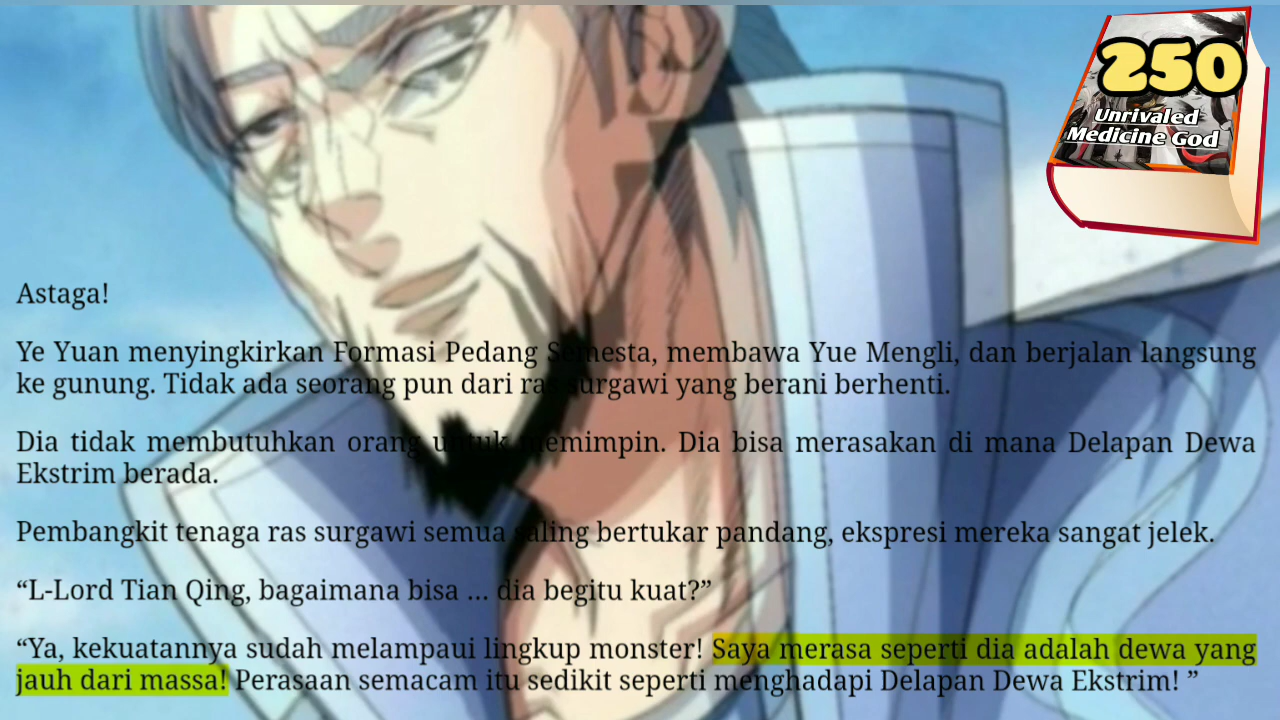 250
Unrivaled
Medicine God
Astaga!
Ye Yuan menyingkirkan Formasi Pedang Semesta, membawa Yue Mengli, dan berjalan langsung
ke gunung. Tidak ada seorang pun dari ras surgawi yang berani berhenti.
Dia tidak membutuhkan orang untuk memimpin. Dia bisa merasakan di mana Delapan Dewa
Ekstrim berada.
Pembangkit tenaga ras surgawi semua saling bertukar pandang, ekspresi mereka sangat jelek.
“L-Lord Tian Qing, bagaimana bisa … dia begitu kuat?”
“Ya, kekuatannya sudah melampaui lingkup monster! Saya merasa seperti dia adalah dewa yang
jauh dari massa! Perasaan semacam itu sedikit seperti menghadapi Delapan Dewa Ekstrim! ”